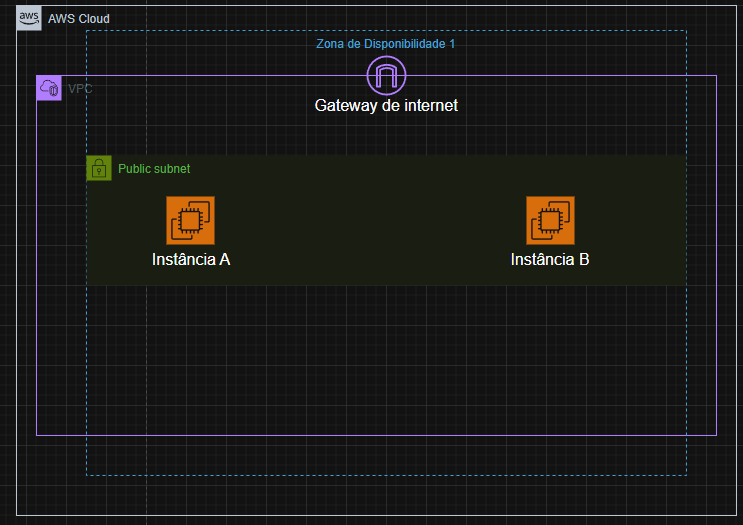 aws
AWS Cloud
Zona de Disponibilidade 1
VPC
Gateway de internet
Public subnet
Instância A
Instância B